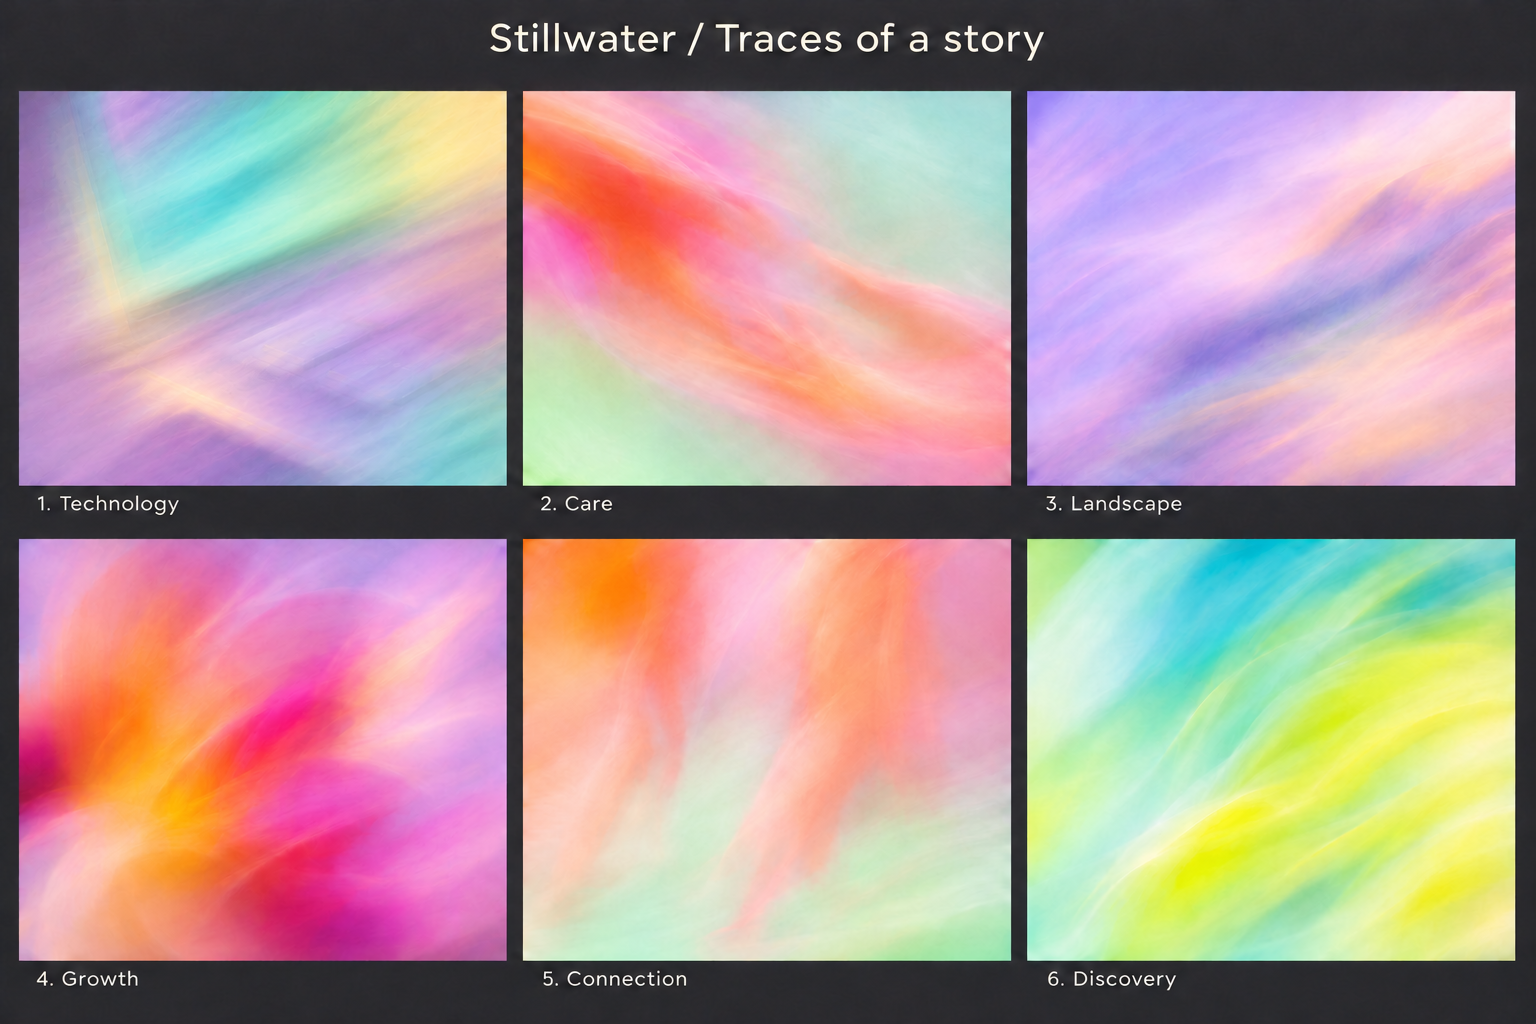 Stillwater / Traces of a story
1. Technology
2. Care
3. Landscape
4. Growth
5. Connection
6. Discovery